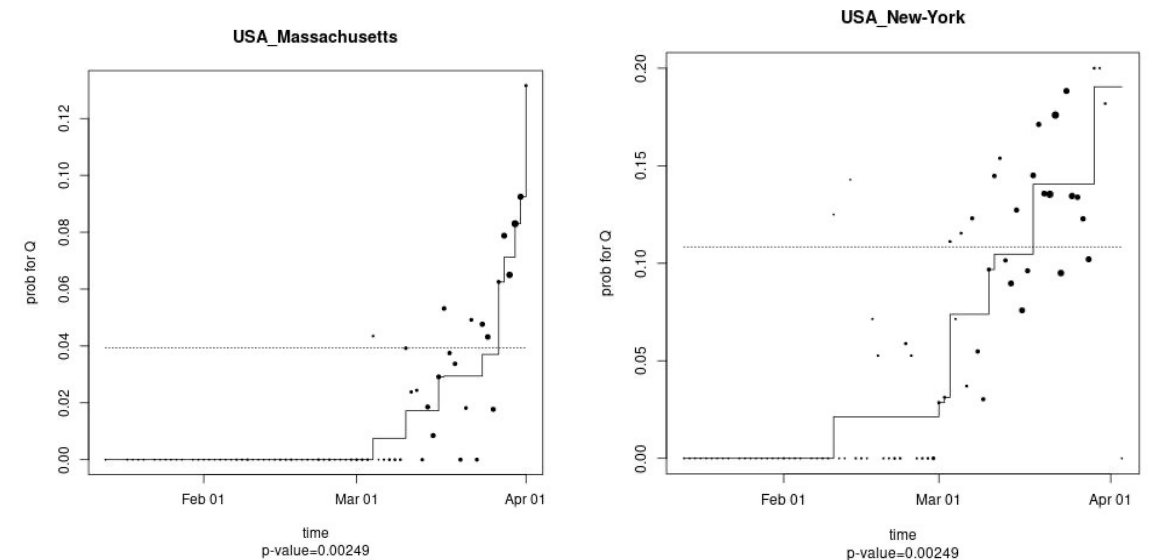 USA_Massachusetts
prob for Q
0.12
0.10
0.08
0.06
0.04
0.02
0.00
Feb 01
Mar 01
Apr 01
time
p-value=0.00249
USA_New-York
prob for Q
0.20
0.15
0.10
0.05
0.00
Feb 01
Mar 01
Apr 01
time
p-value=0.00249